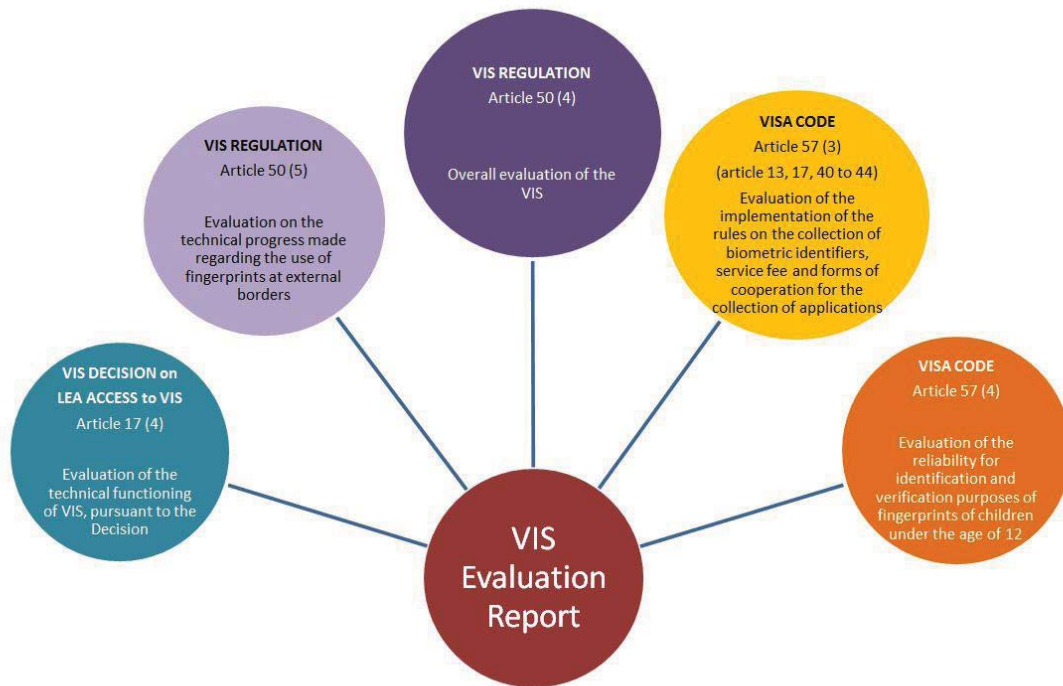 VIS REGULATION
Article 50 (4)
Overall evaluation of the
VIS
VIS REGULATION
Article 50 (5)
Evaluation on the
technical progress made
regarding the use of
fingerprints at external
borders
VISA CODE
Article 57 (3)
(article 13, 17, 40 to 44)
Evaluation of the
implementation of the
rules on the collection of
biometric identifiers,
service fee and forms of
cooperation for the
collection of applications
VIS DECISION on
LEA ACCESS to VIS
Article 17 (4)
Evaluation of the
technical functioning
of VIS, pursuant to the
Decision
VISA CODE
Article 57 (4)
Evaluation of the
reliability for
identification and
verification purposes of
fingerprints of children
under the age of 12
VIS
Evaluation
Report